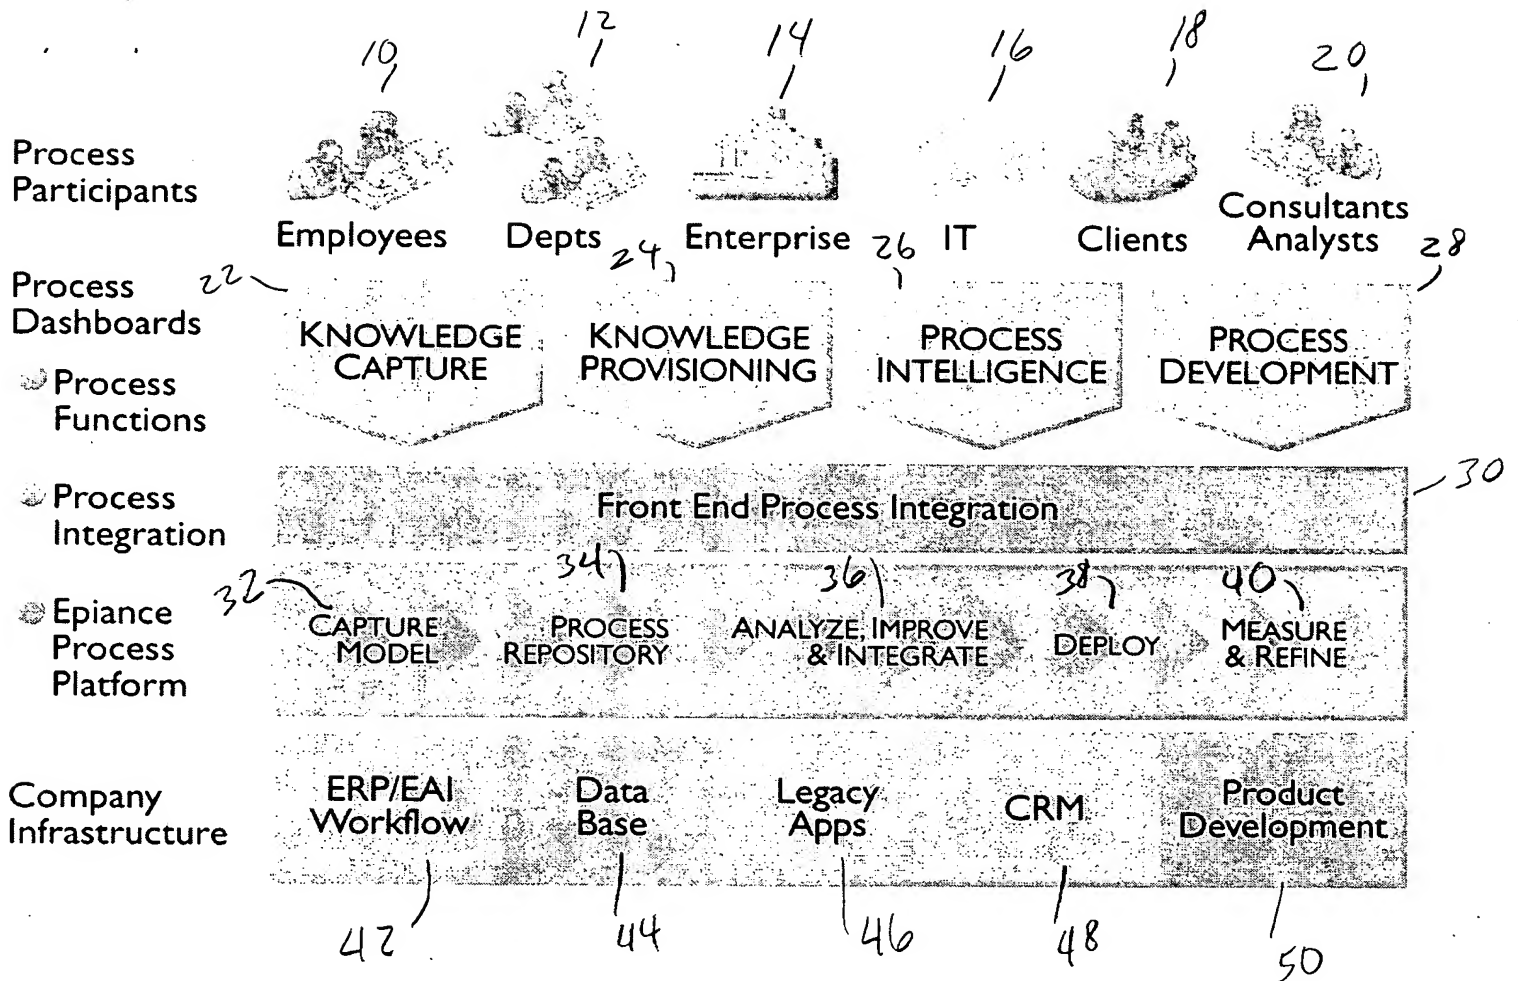 10
12
14
16
18
20
Process
Participants
Employees
Depts
Enterprise
IT
Clients
Consultants
Analysts
22
24
26
28
Process
Dashboards
KNOWLEDGE
CAPTURE
KNOWLEDGE
PROVISIONING
PROCESS
INTELLIGENCE
PROCESS
DEVELOPMENT
Process
Functions
Process
Integration
Front End Process Integration
30
32
34
36
38
40
Epiance
Process
Platform
CAPTURE
MODEL
PROCESS
REPOSITORY
ANALYZE, IMPROVE
& INTEGRATE
DEPLOY
MEASURE
& REFINE
Company
Infrastructure
ERP/EAI
Workflow
Data
Base
Legacy
Apps
CRM
Product
Development
42
44
46
48
50